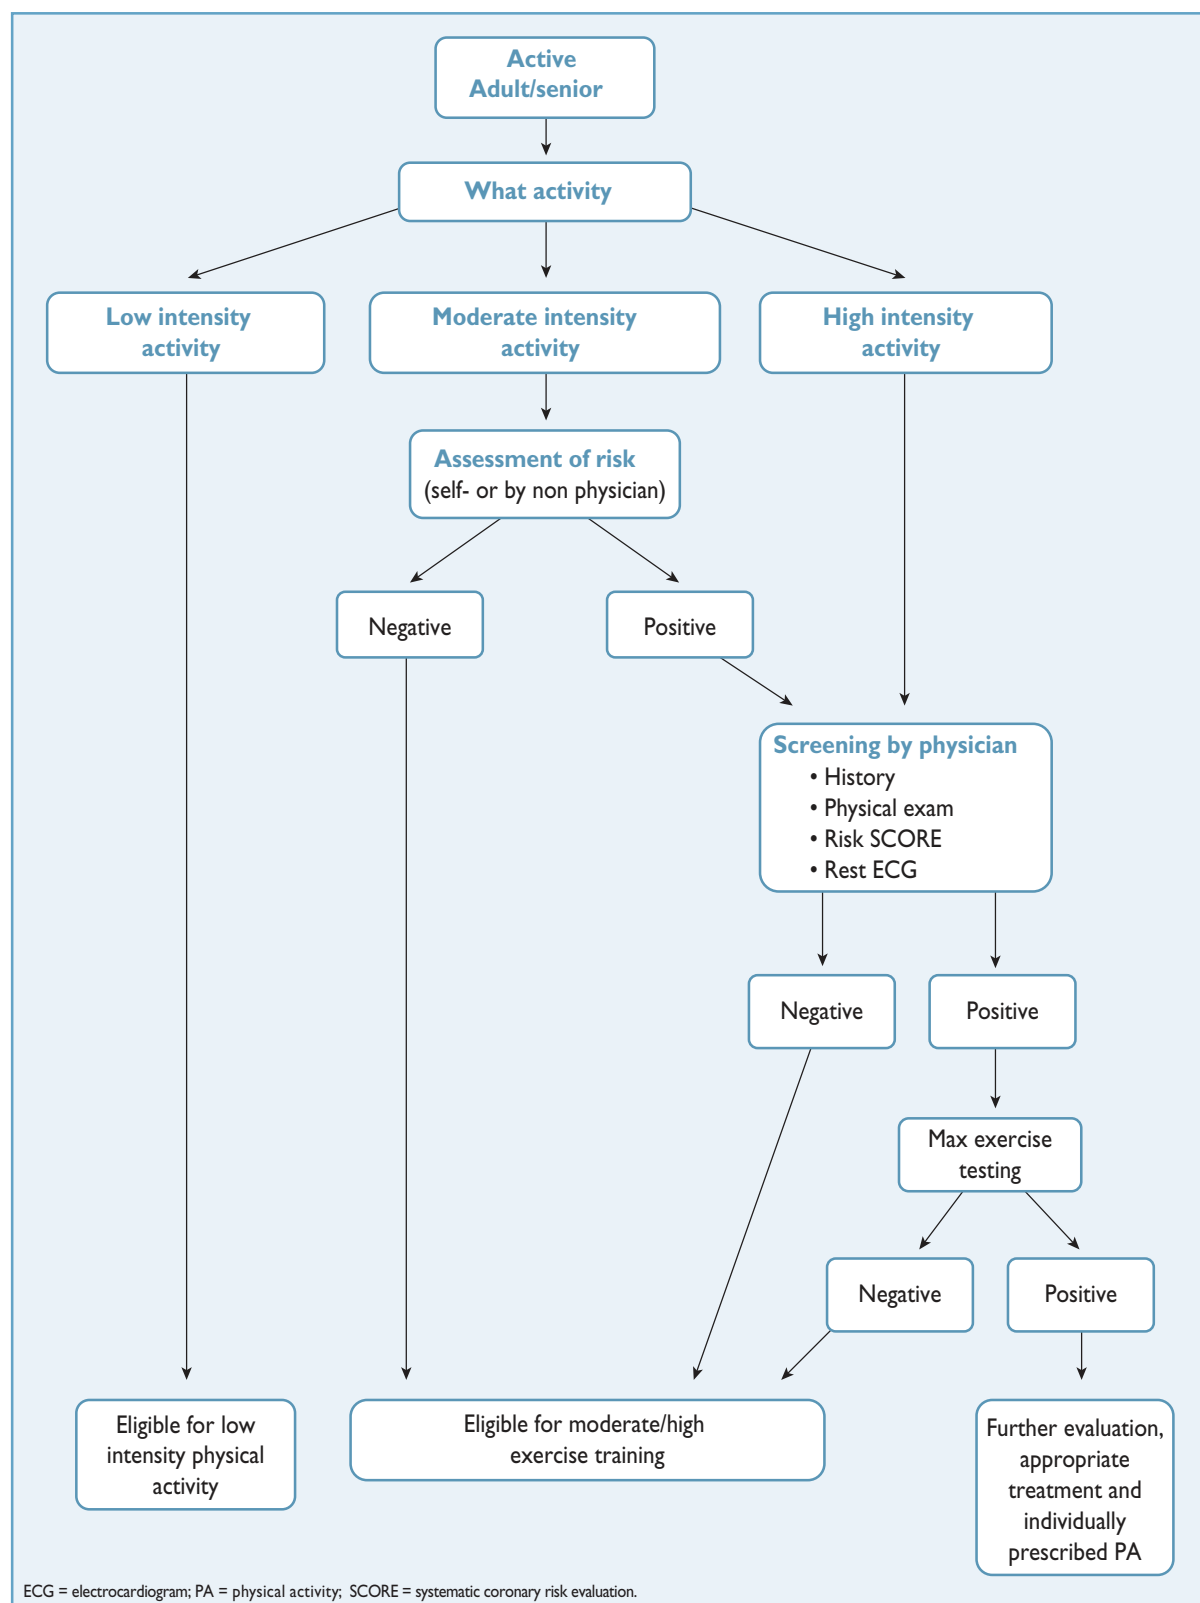 Active
Adult/senior
What activity
Low intensity
activity
Moderate intensity
activity
High intensity
activity
Assessment of risk
(self- or by non physician)
Negative
Positive
Screening by physician
• History
• Physical exam
• Risk SCORE
• Rest ECG
Negative
Positive
Max exercise
testing
Negative
Positive
Eligible for low
intensity physical
activity
Eligible for moderate/high
exercise training
Further evaluation,
appropriate
treatment and
individually
prescribed PA
ECG = electrocardiogram; PA = physical activity; SCORE = systematic coronary risk evaluation.